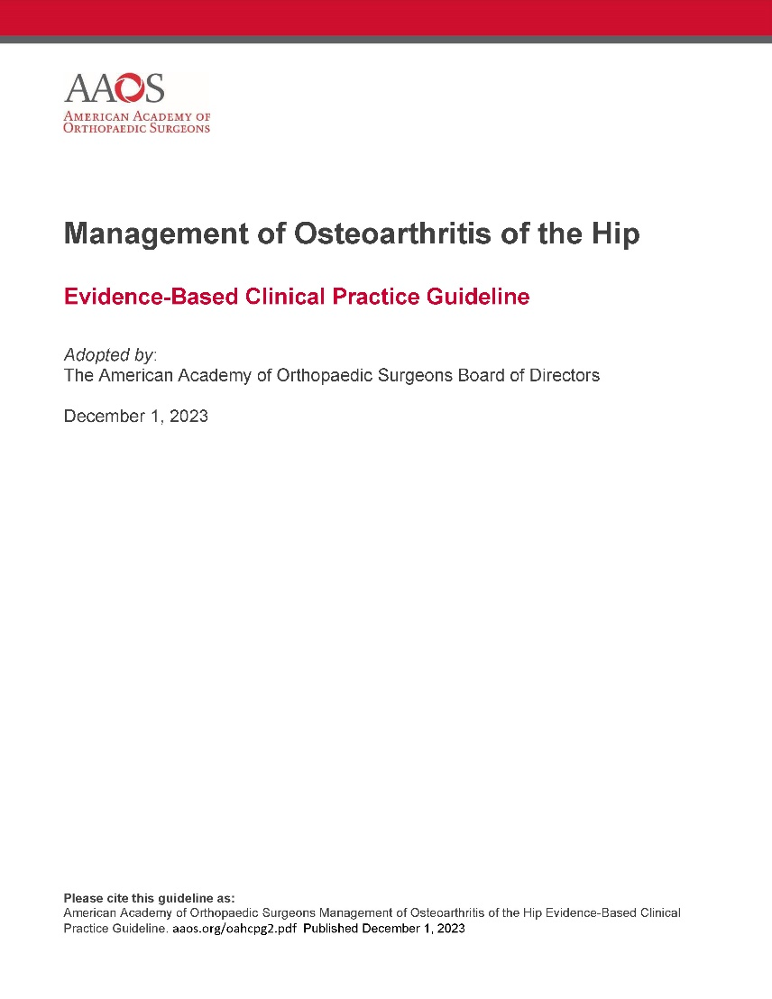 AAOS
AMERICAN ACADEMY OF
ORTHOPAEDIC SURGEONS
Management of Osteoarthritis of the Hip
Evidence-Based Clinical Practice Guideline
Adopted by:
The American Academy of Orthopaedic Surgeons Board of Directors
December 1, 2023
Please cite this guideline as:
American Academy of Orthopaedic Surgeons Management of Osteoarthritis of the Hip Evidence-Based Clinical
Practice Guideline. aaos.org/oahcpg2.pdf Published December 1, 2023